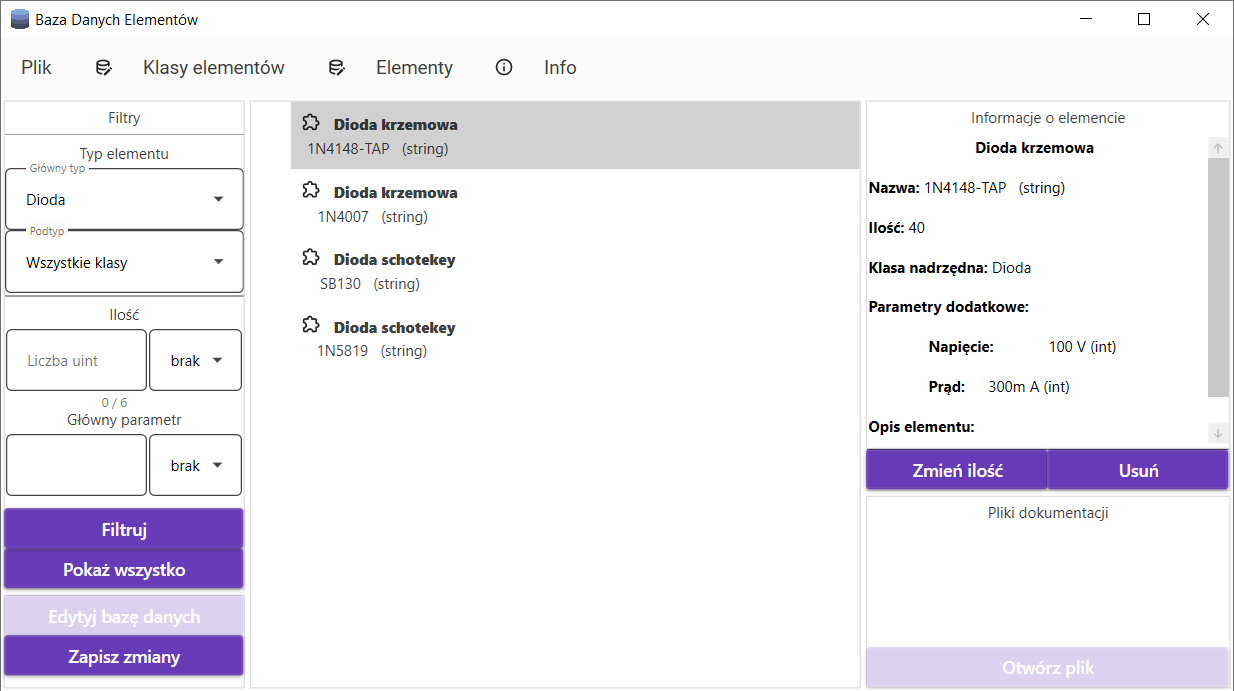 Baza Danych Elementów
Plik Klasy elementów Elementy Info
Filtry
Typ elementu
Główny typ
Dioda
Podtyp
Wszystkie klasy
Ilość
Liczba uint brak
0 / 6
Główny parametr
brak
Filtruj
Pokaż wszystko
Edytyj bazę danych
Zapisz zmiany
Dioda krzemowa
1N4148-TAP (string)
Dioda krzemowa
1N4007 (string)
Dioda schotekey
SB130 (string)
Dioda schotekey
1N5819 (string)
Informacje o elemencie
Dioda krzemowa
Nazwa: 1N4148-TAP (string)
Ilość: 40
Klasa nadrzędna: Dioda
Parametry dodatkowe:
Napięcie: 100 V (int)
Prąd: 300m A (int)
Opis elementu:
Zmień ilość Usuń
Pliki dokumentacji
Otwórz plik